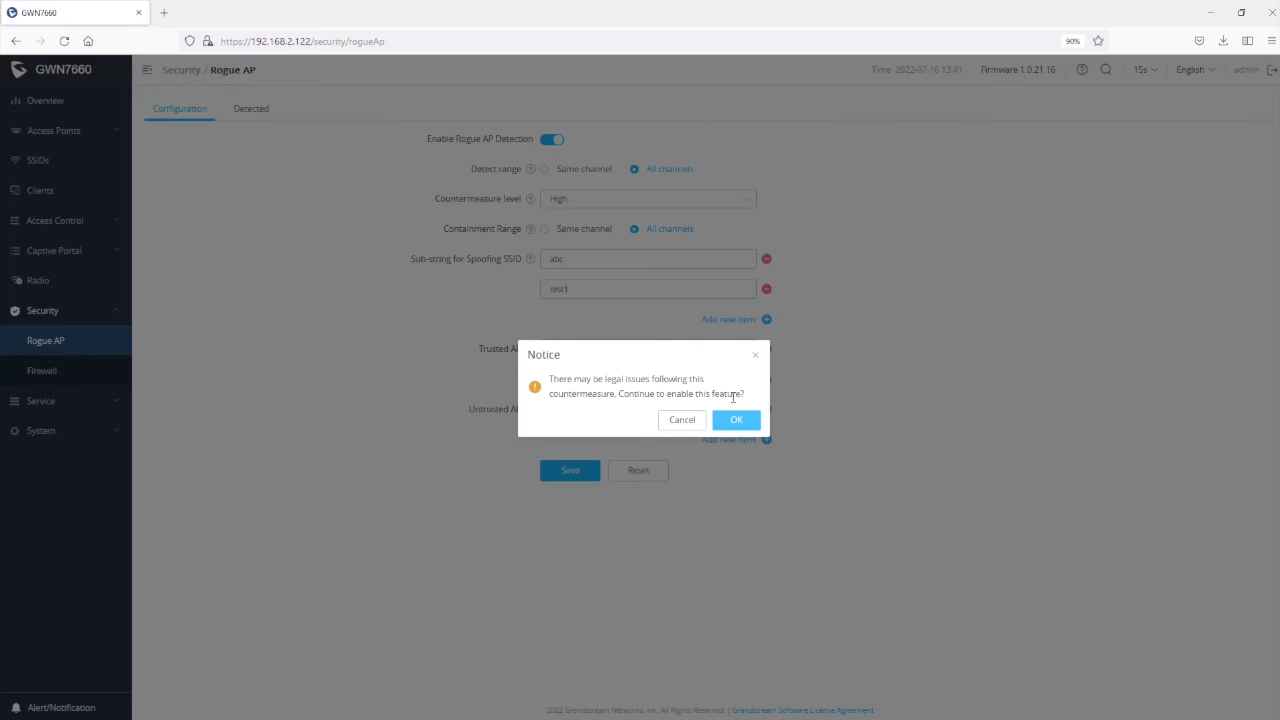 GWN7660
https://192.168.2.122/security/rogueAp
90%
GWN7660
Security / Rogue AP
Time 2022-07-16 13:41
Firmware 1.0.21.16
15s
English
admin
Overview
Access Points
SSIDs
Clients
Access Control
Captive Portal
Radio
Security
Rogue AP
Firewall
Service
System
Alert/Notification
Configuration
Detected
Enable Rogue AP Detection
Detect range
Same channel
All channels
Countermeasure level
High
Containment Range
Same channel
All channels
Sub-string for Spoofing SSID
abc
test1
Add new item
Trusted A
Untrusted A
Notice
There may be legal issues following this
countermeasure. Continue to enable this feature?
Cancel
OK
Add new item
Save
Reset
2022 Grandstream Networks, Inc. All Rights Reserved | Grandstream Software License Agreement